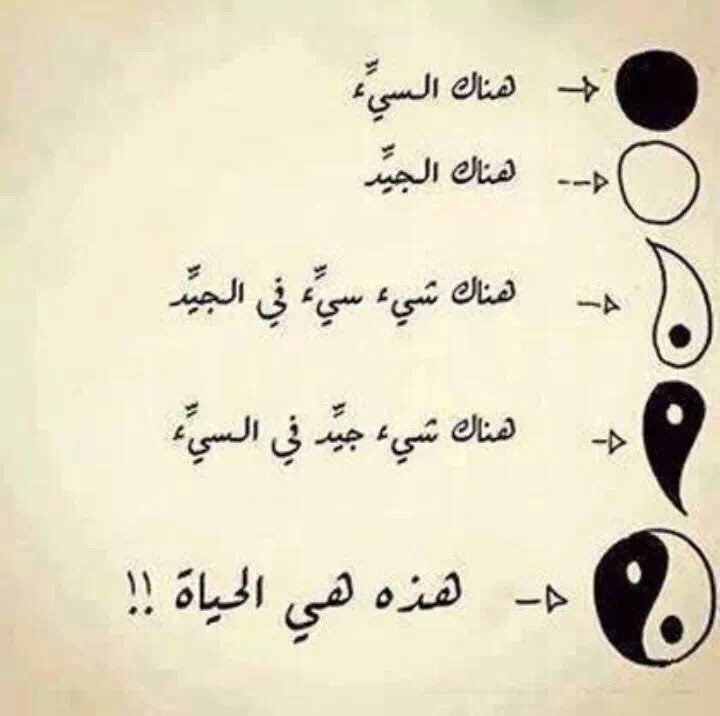 هناك السيِّء
هناك الجيِّد
هناك شيء سيِّء في الجيِّد
هناك شيء جيِّد في السيِّء
هذه هي الحياة !!